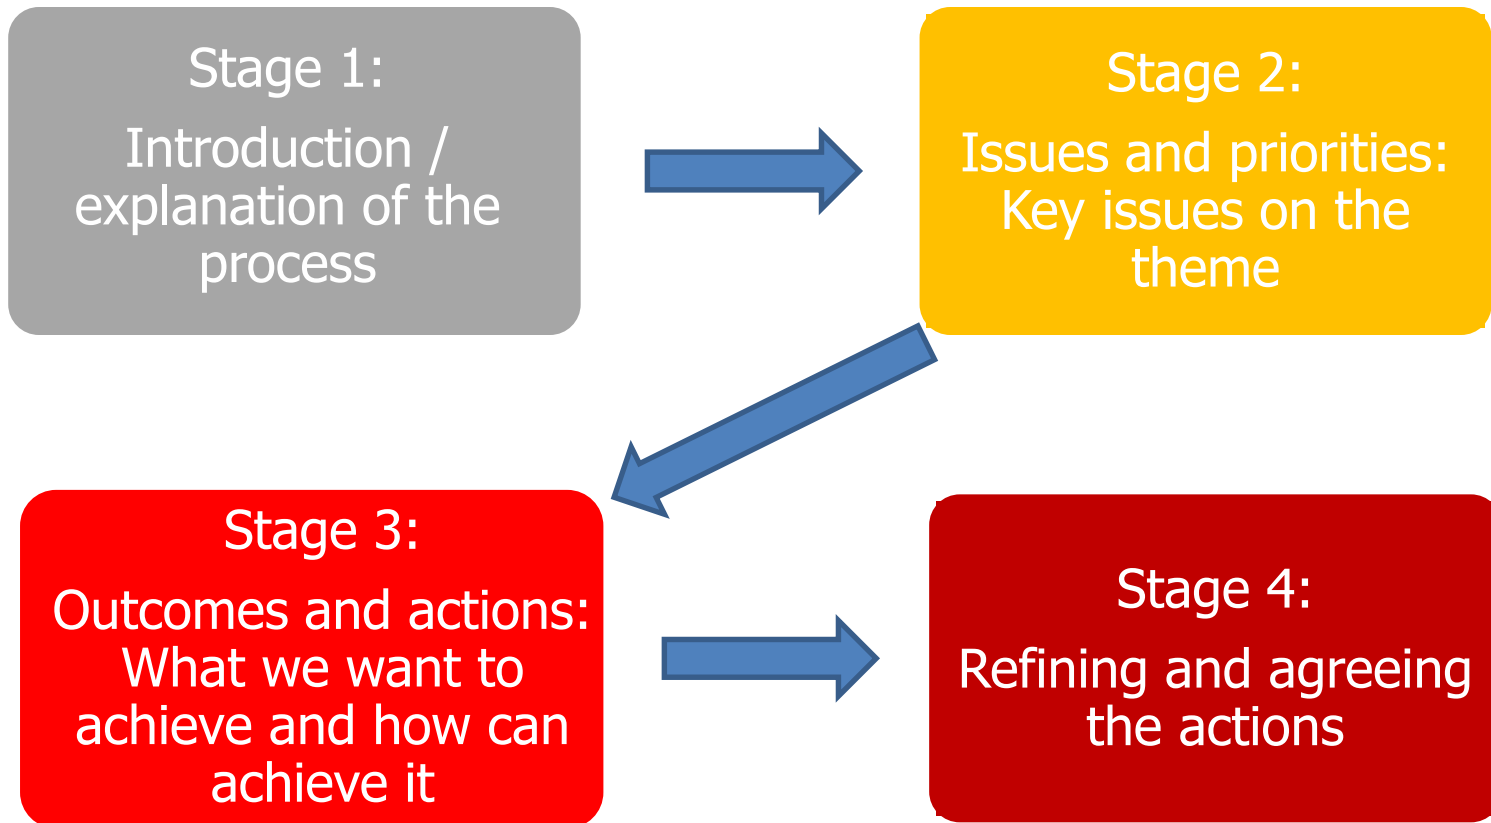 Stage 1:
Introduction /
explanation of the
process
Stage 2:
Issues and priorities:
Key issues on the
theme
Stage 3:
Outcomes and actions:
What we want to
achieve and how can
achieve it
Stage 4:
Refining and agreeing
the actions